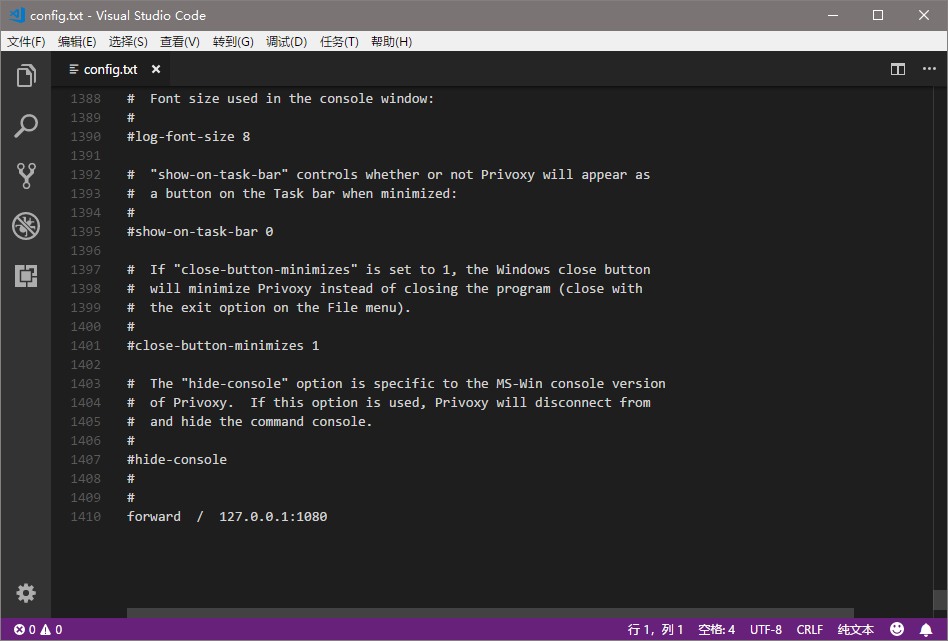 config.txt - Visual Studio Code
文件(F) 编辑(E) 选择(S) 查看(V) 转到(G) 调试(D) 任务(T) 帮助(H)
config.txt
1388 #  Font size used in the console window:
1389 #
1390 #log-font-size 8
1391
1392 #  "show-on-task-bar" controls whether or not Privoxy will appear as
1393 #  a button on the Task bar when minimized:
1394 #
1395 #show-on-task-bar 0
1396
1397 #  If "close-button-minimizes" is set to 1, the Windows close button
1398 #  will minimize Privoxy instead of closing the program (close with
1399 #  the exit option on the File menu).
1400 #
1401 #close-button-minimizes 1
1402
1403 #  The "hide-console" option is specific to the MS-Win console version
1404 #  of Privoxy.  If this option is used, Privoxy will disconnect from
1405 #  and hide the command console.
1406 #
1407 #hide-console
1408 #
1409 #
1410 forward  /  127.0.0.1:1080
0 0 行 1，列 1 空格: 4 UTF-8 CRLF 纯文本